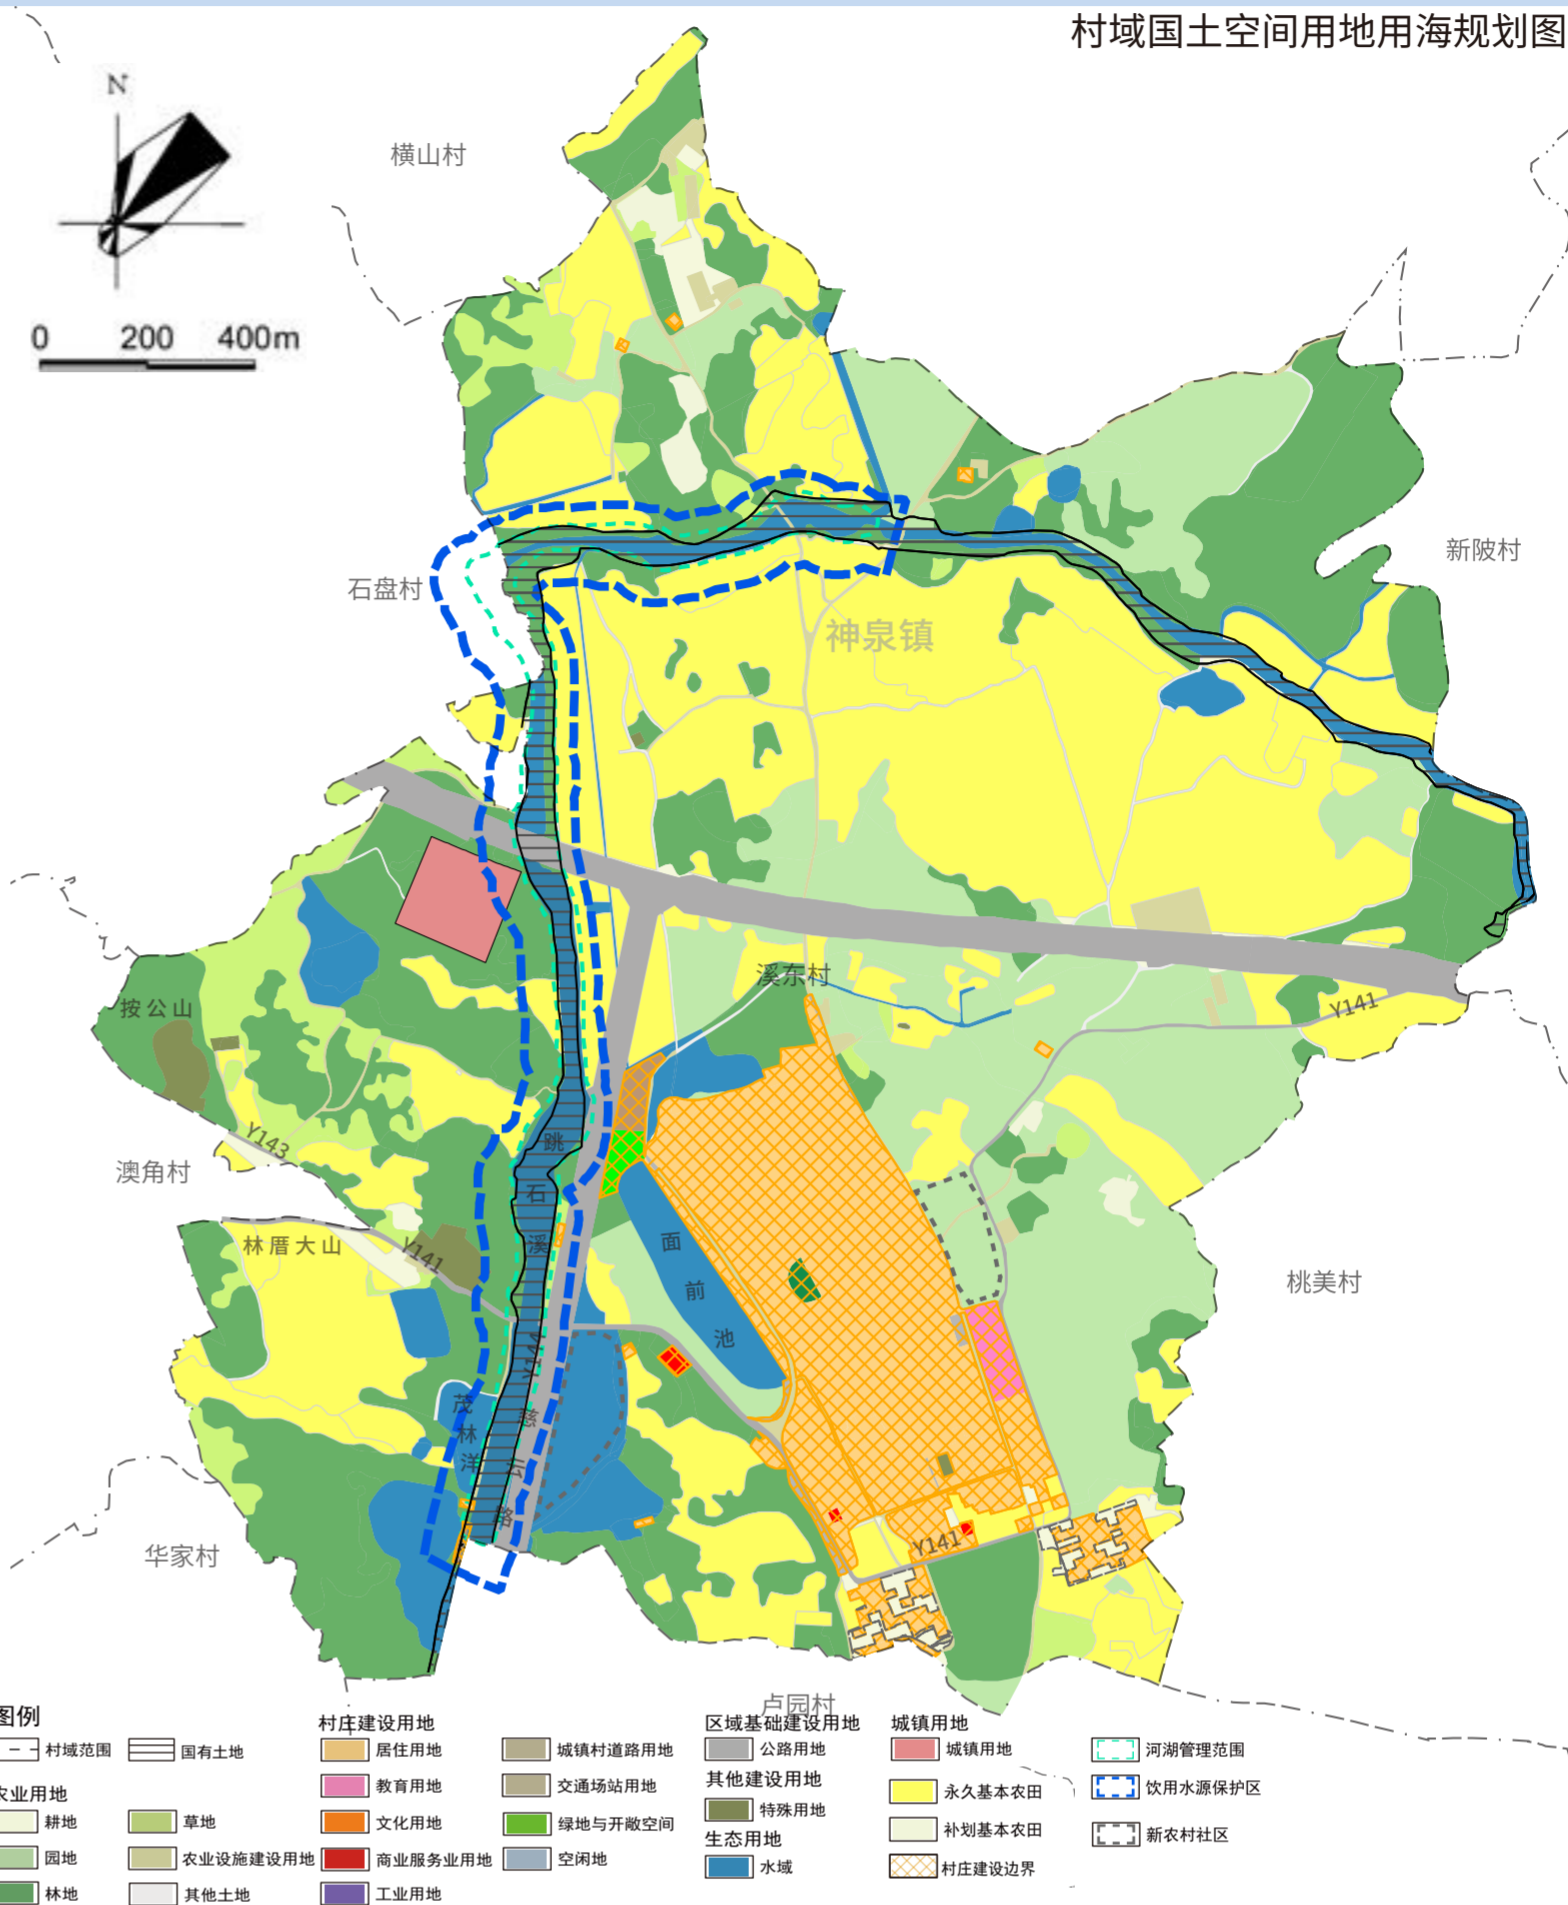 村域国土空间用地用海规划图
N
横山村
0 200 400m
新陂村
石盘村
神泉镇
溪东村
按公山
Y141
Y143
跳
石
溪
澳角村
面
前
池
林厝大山
Y141
桃美村
Y141
茂
林
洋
慈
云
路
Y141
华家村
卢园村
图例
村域范围
国有土地
农业用地
耕地
草地
园地
农业设施建设用地
林地
其他土地
村庄建设用地
居住用地
城镇村道路用地
教育用地
交通场站用地
文化用地
绿地与开敞空间
商业服务业用地
空闲地
工业用地
区域基础建设用地
公路用地
其他建设用地
特殊用地
生态用地
水域
城镇用地
城镇用地
永久基本农田
补划基本农田
村庄建设边界
河湖管理范围
饮用水源保护区
新农村社区